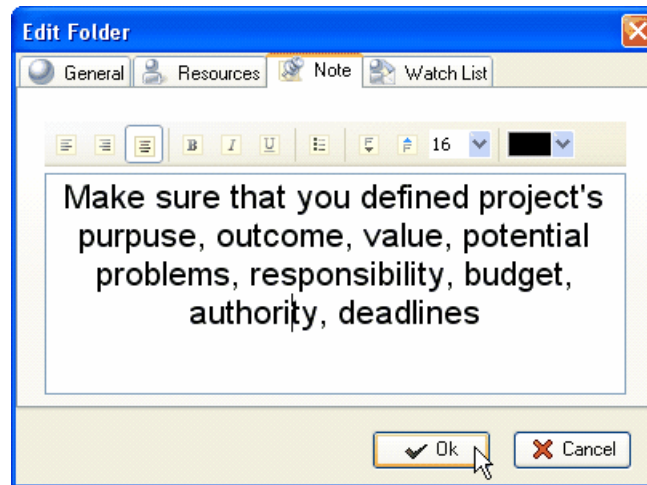 Edit Folder
General Resources Note Watch List
B I U 16
Make sure that you defined project's
purpuse, outcome, value, potential
problems, responsibility, budget,
authority, deadlines
Ok Cancel